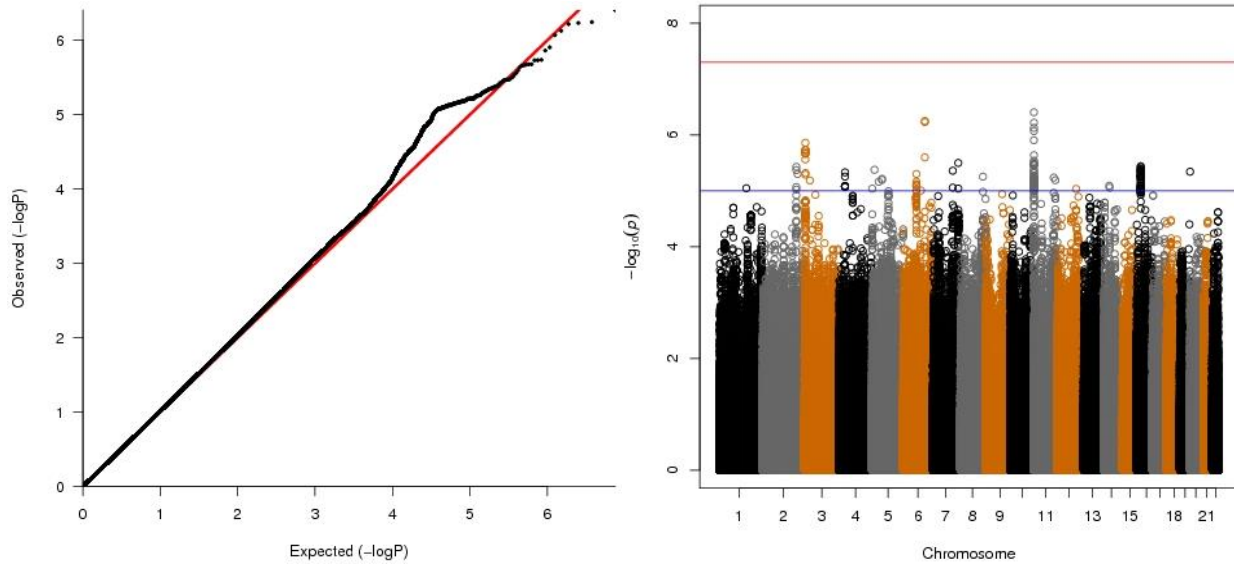 Observed (−logP)
6
5
4
3
2
1
0
0 1 2 3 4 5 6
Expected (−logP)
−log₁₀(p)
8
6
4
2
0
1 2 3 4 5 6 7 8 9 11 13 15 18 21
Chromosome